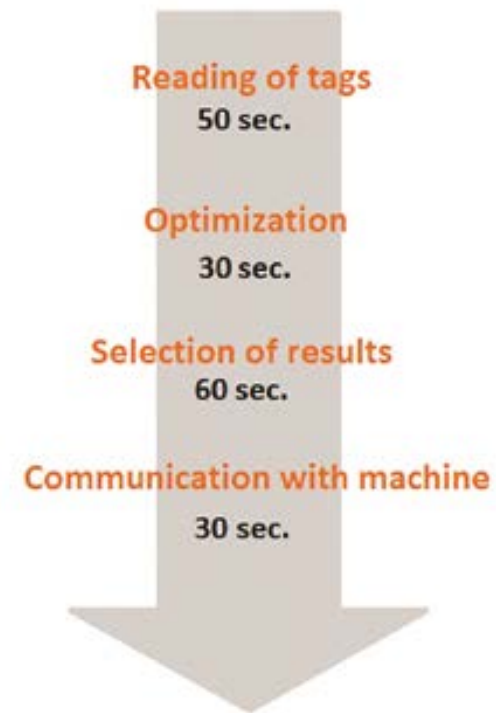 Reading of tags
50 sec.
Optimization
30 sec.
Selection of results
60 sec.
Communication with machine
30 sec.